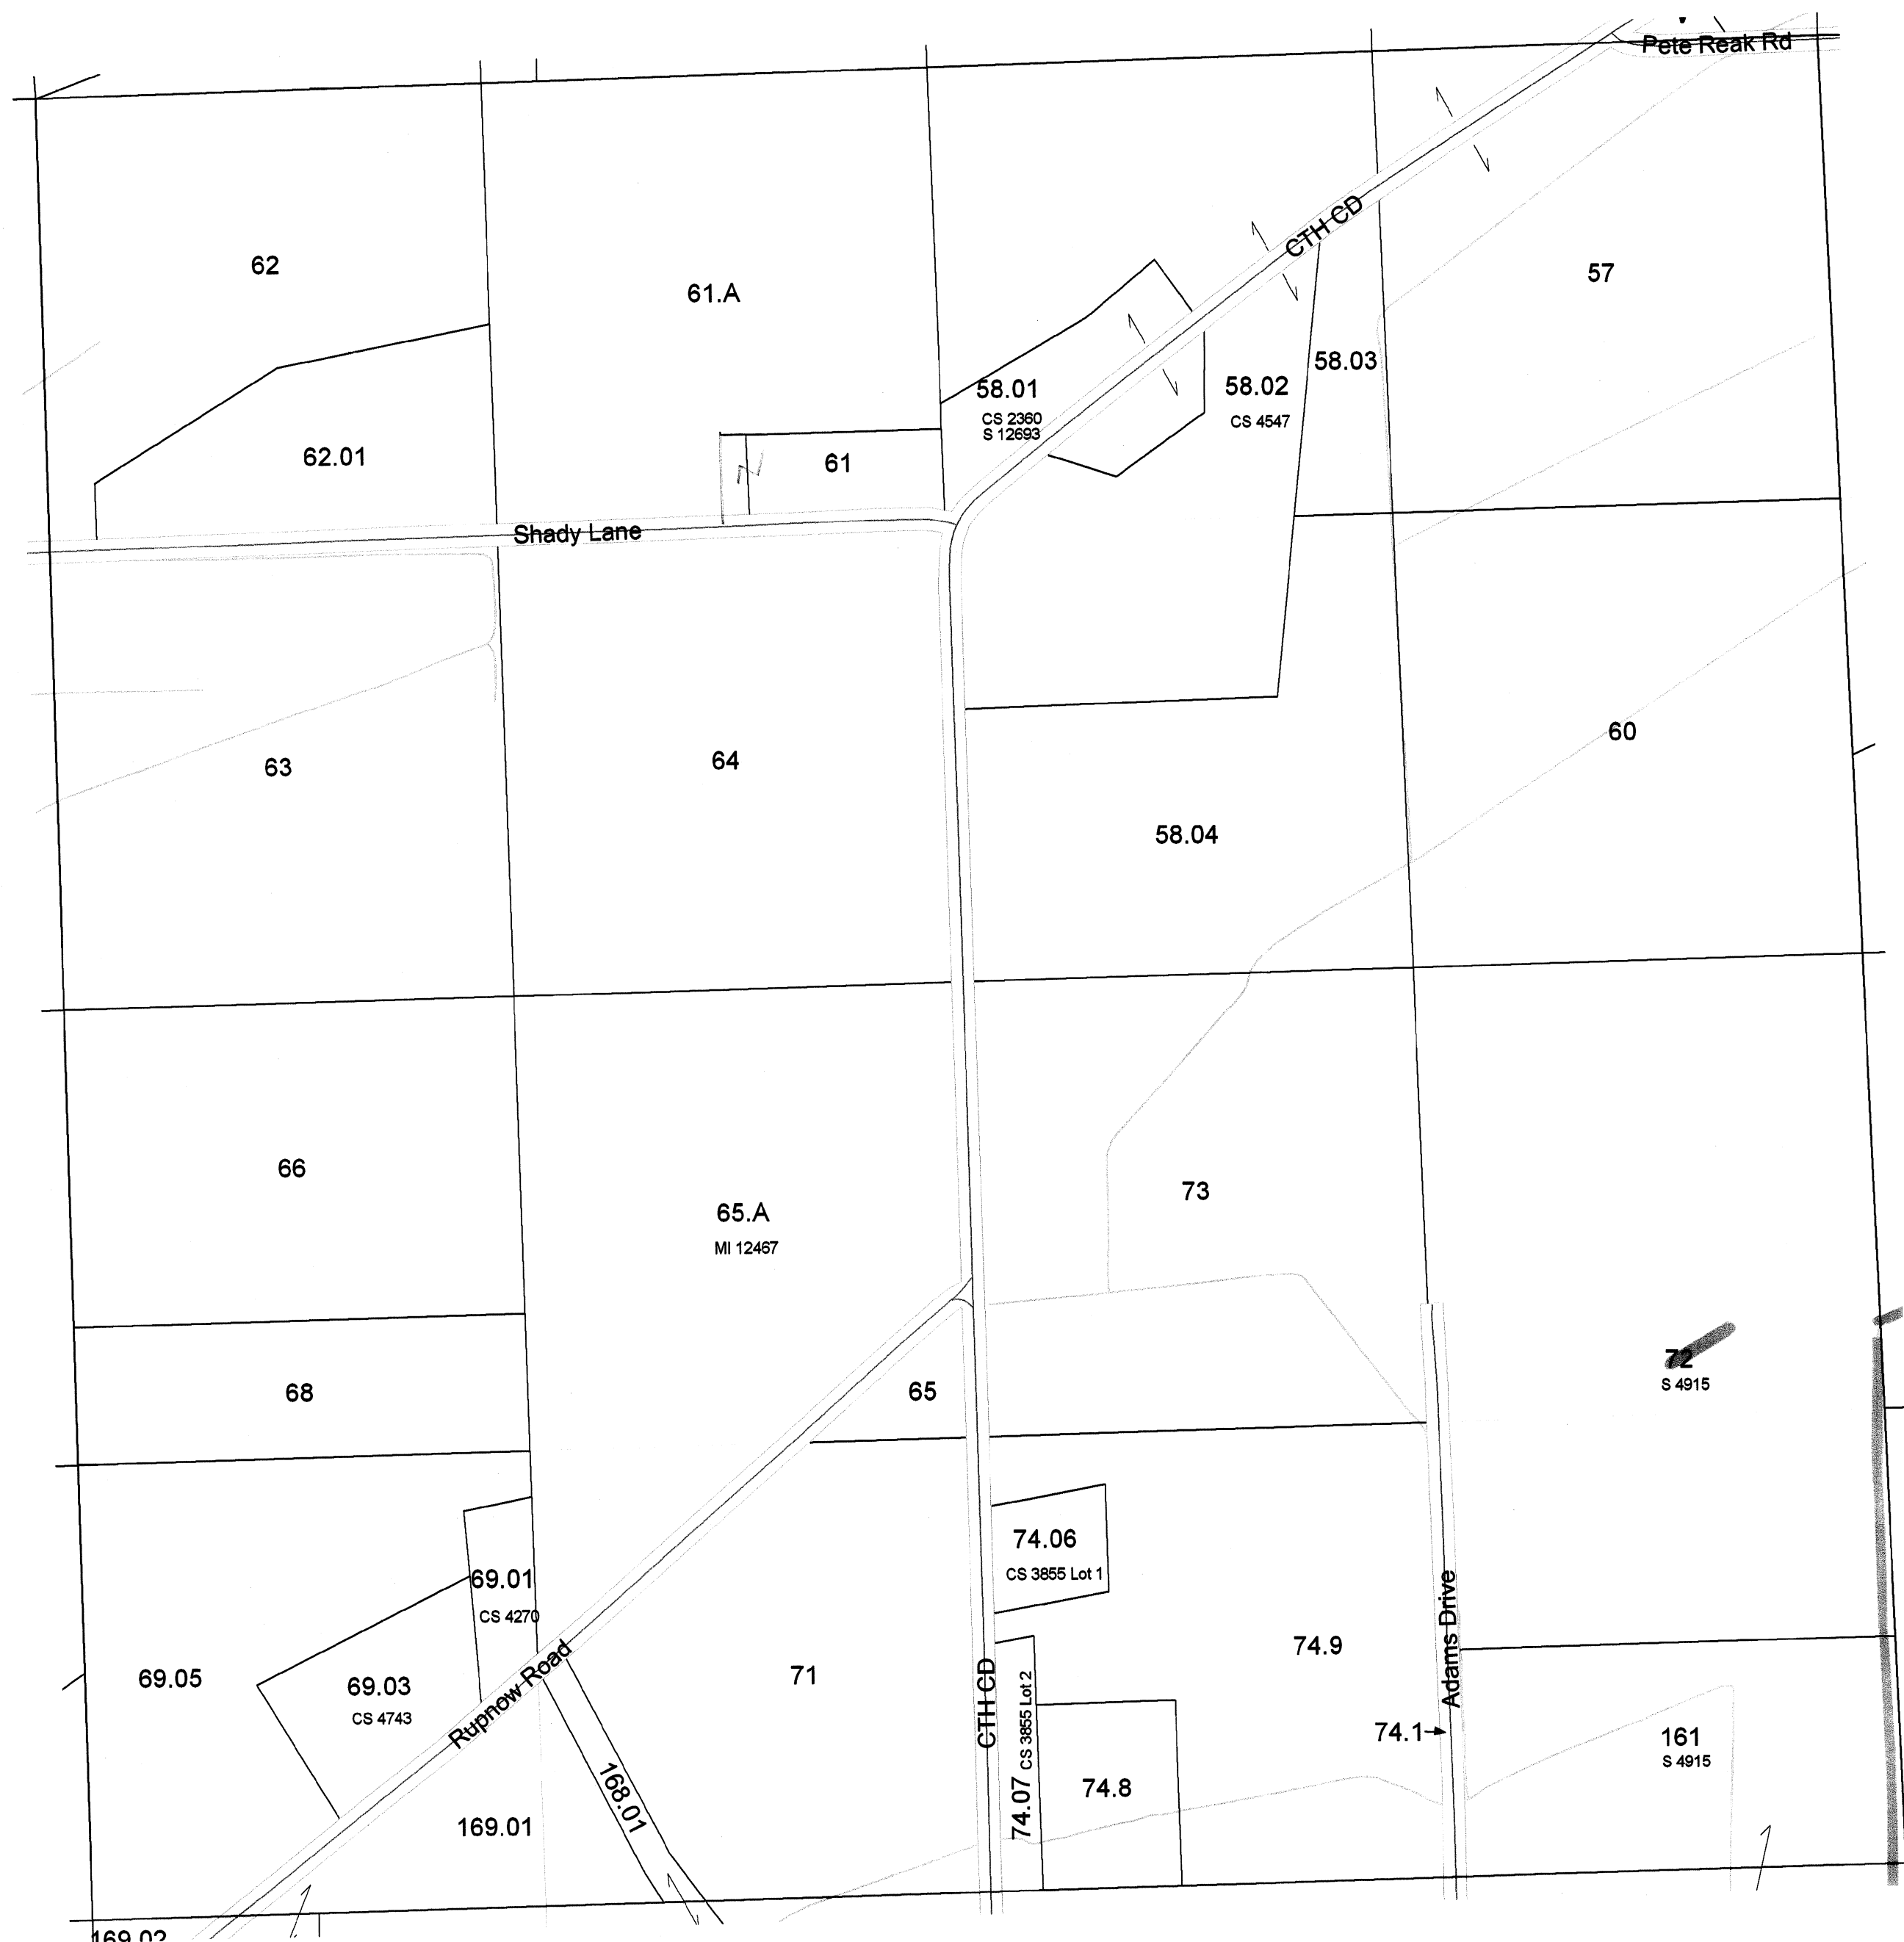 Pete Reak Rd
CTH CD
62
61.A
57
58.01
CS 2360
S 12693
58.02
CS 4547
58.03
62.01
61
Shady Lane
63
64
60
58.04
66
65.A
MI 12467
73
68
65
72
S 4915
69.01
CS 4270
74.06
CS 3855 Lot 1
69.05
69.03
CS 4743
Rupnow Road
71
CTH CD
74.07 CS 3855 Lot 2
74.9
Adams Drive
74.1
161
S 4915
74.8
168.01
169.01
169.02